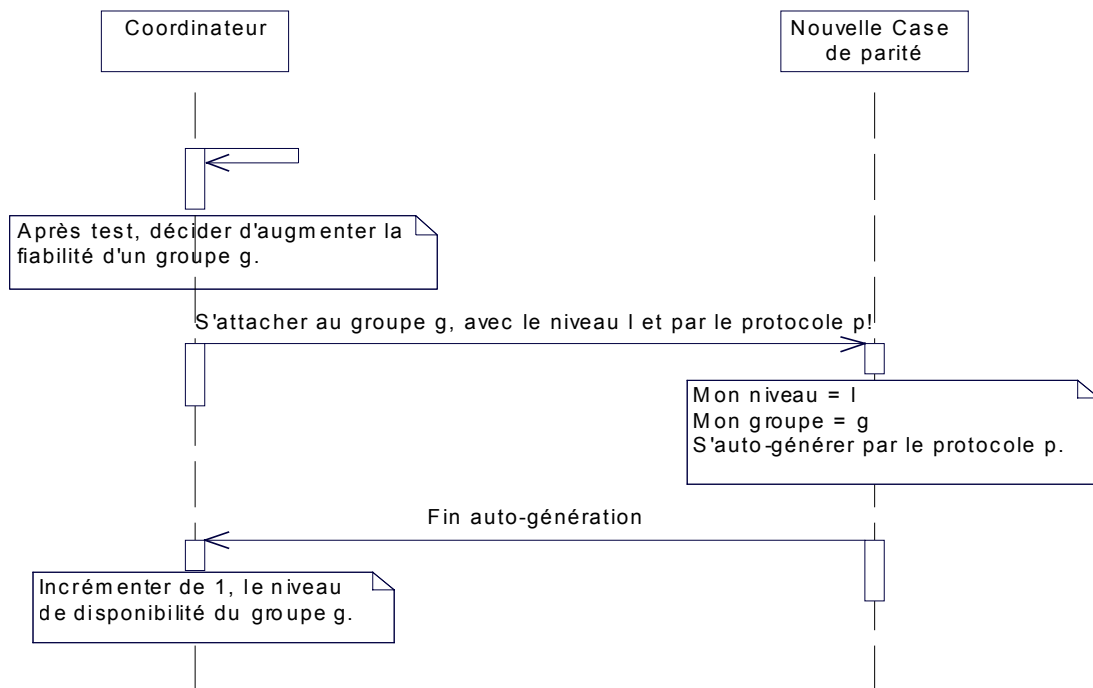 Coordinateur
Nouvelle Case
de parité
Après test, décider d'augmenter la
fiabilité d'un groupe g.
S'attacher au groupe g, avec le niveau l et par le protocole p!
Mon niveau = l
Mon groupe = g
S'auto-générer par le protocole p.
Fin auto-génération
Incrémenter de 1, le niveau
de disponibilité du groupe g.